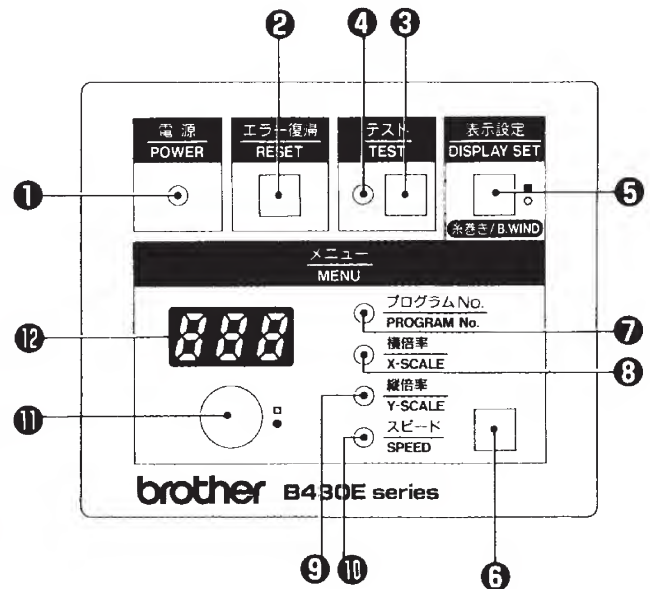 ❷ ❹ ❸
電源 エラー復帰 テスト 表示設定
POWER RESET TEST DISPLAY SET
❶ ❺
糸巻き/B.WIND
メニュー
MENU
888
プログラムNo.
PROGRAM No.
⓬ ❼
横倍率
X-SCALE
❽
縦倍率
Y-SCALE
⓫
スピード
SPEED
brother B430E series
❾ ❿ ❻